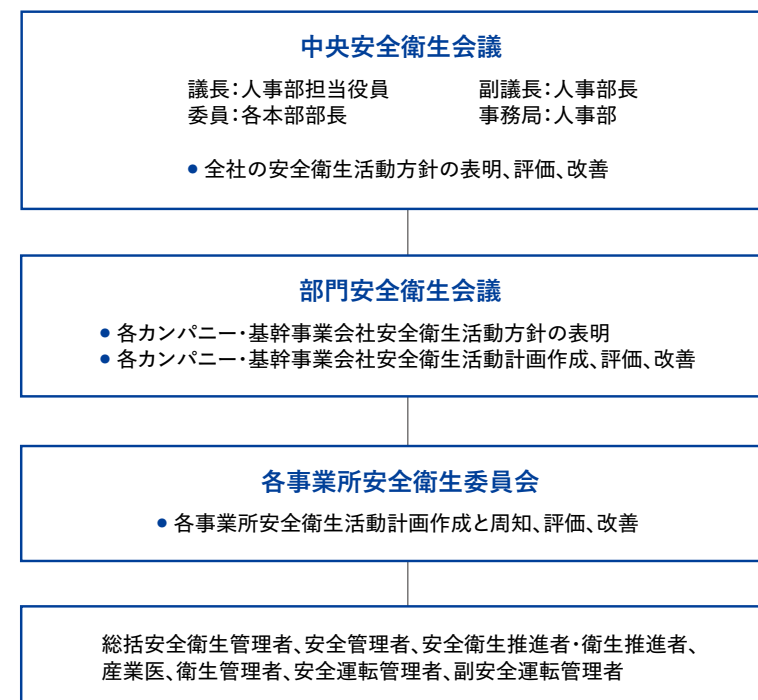 中央安全衛生会議
議長：人事部担当役員 副議長：人事部長
委員：各本部部長 事務局：人事部
● 全社の安全衛生活動方針の表明、評価、改善
部門安全衛生会議
● 各カンパニー・基幹事業会社安全衛生活動方針の表明
● 各カンパニー・基幹事業会社安全衛生活動計画作成、評価、改善
各事業所安全衛生委員会
● 各事業所安全衛生活動計画作成と周知、評価、改善
総括安全衛生管理者、安全管理者、安全衛生推進者・衛生推進者、
産業医、衛生管理者、安全運転管理者、副安全運転管理者